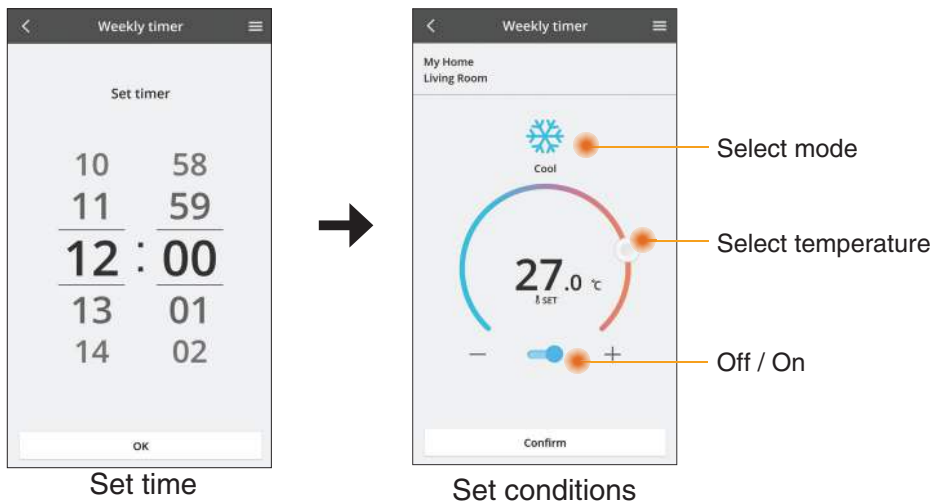 Weekly timer
Set timer
10 58
11 59
12 : 00
13 01
14 02
OK
Set time
Weekly timer
My Home
Living Room
Cool
27.0 ℃
SET
− +
Confirm
Set conditions
Select mode
Select temperature
Off / On